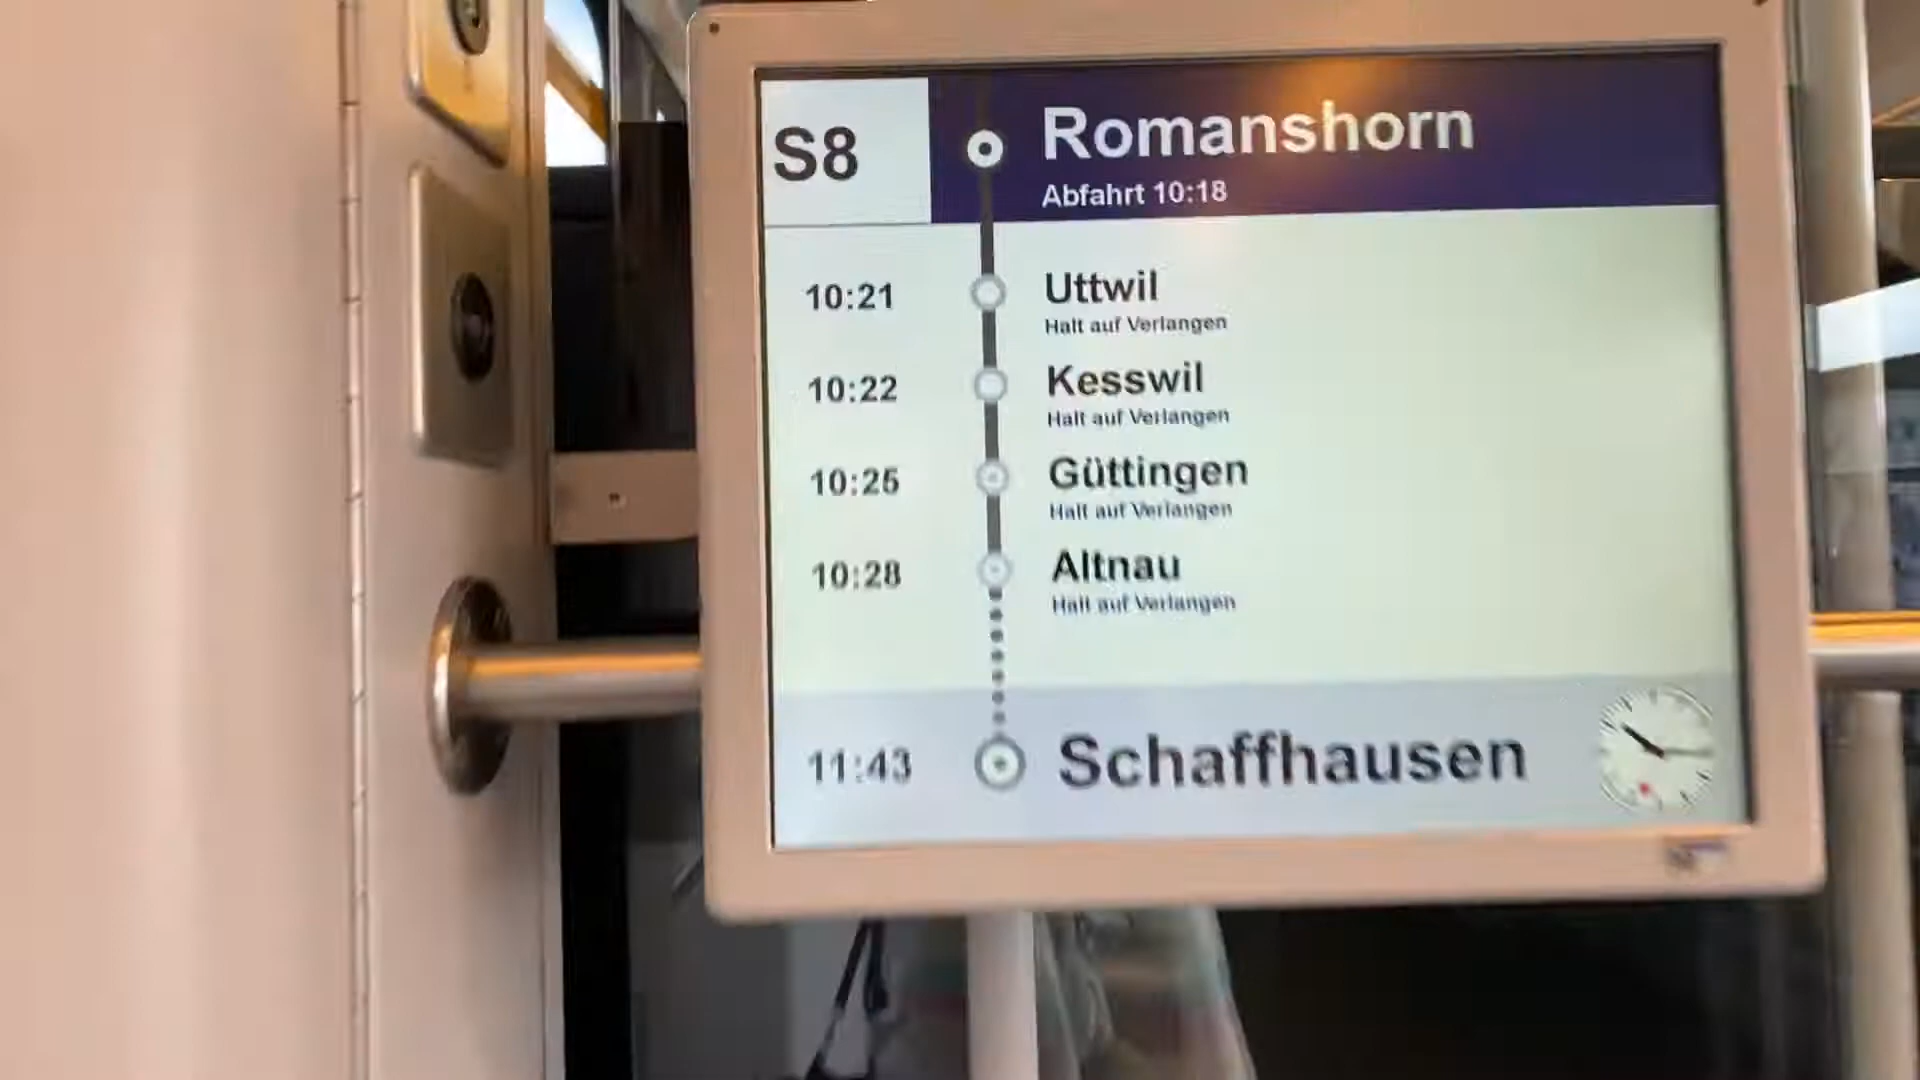 S8
Romanshorn
Abfahrt 10:18
10:21 Uttwil
Halt auf Verlangen
10:22 Kesswil
Halt auf Verlangen
10:25 Güttingen
Halt auf Verlangen
10:28 Altnau
Halt auf Verlangen
11:43 Schaffhausen